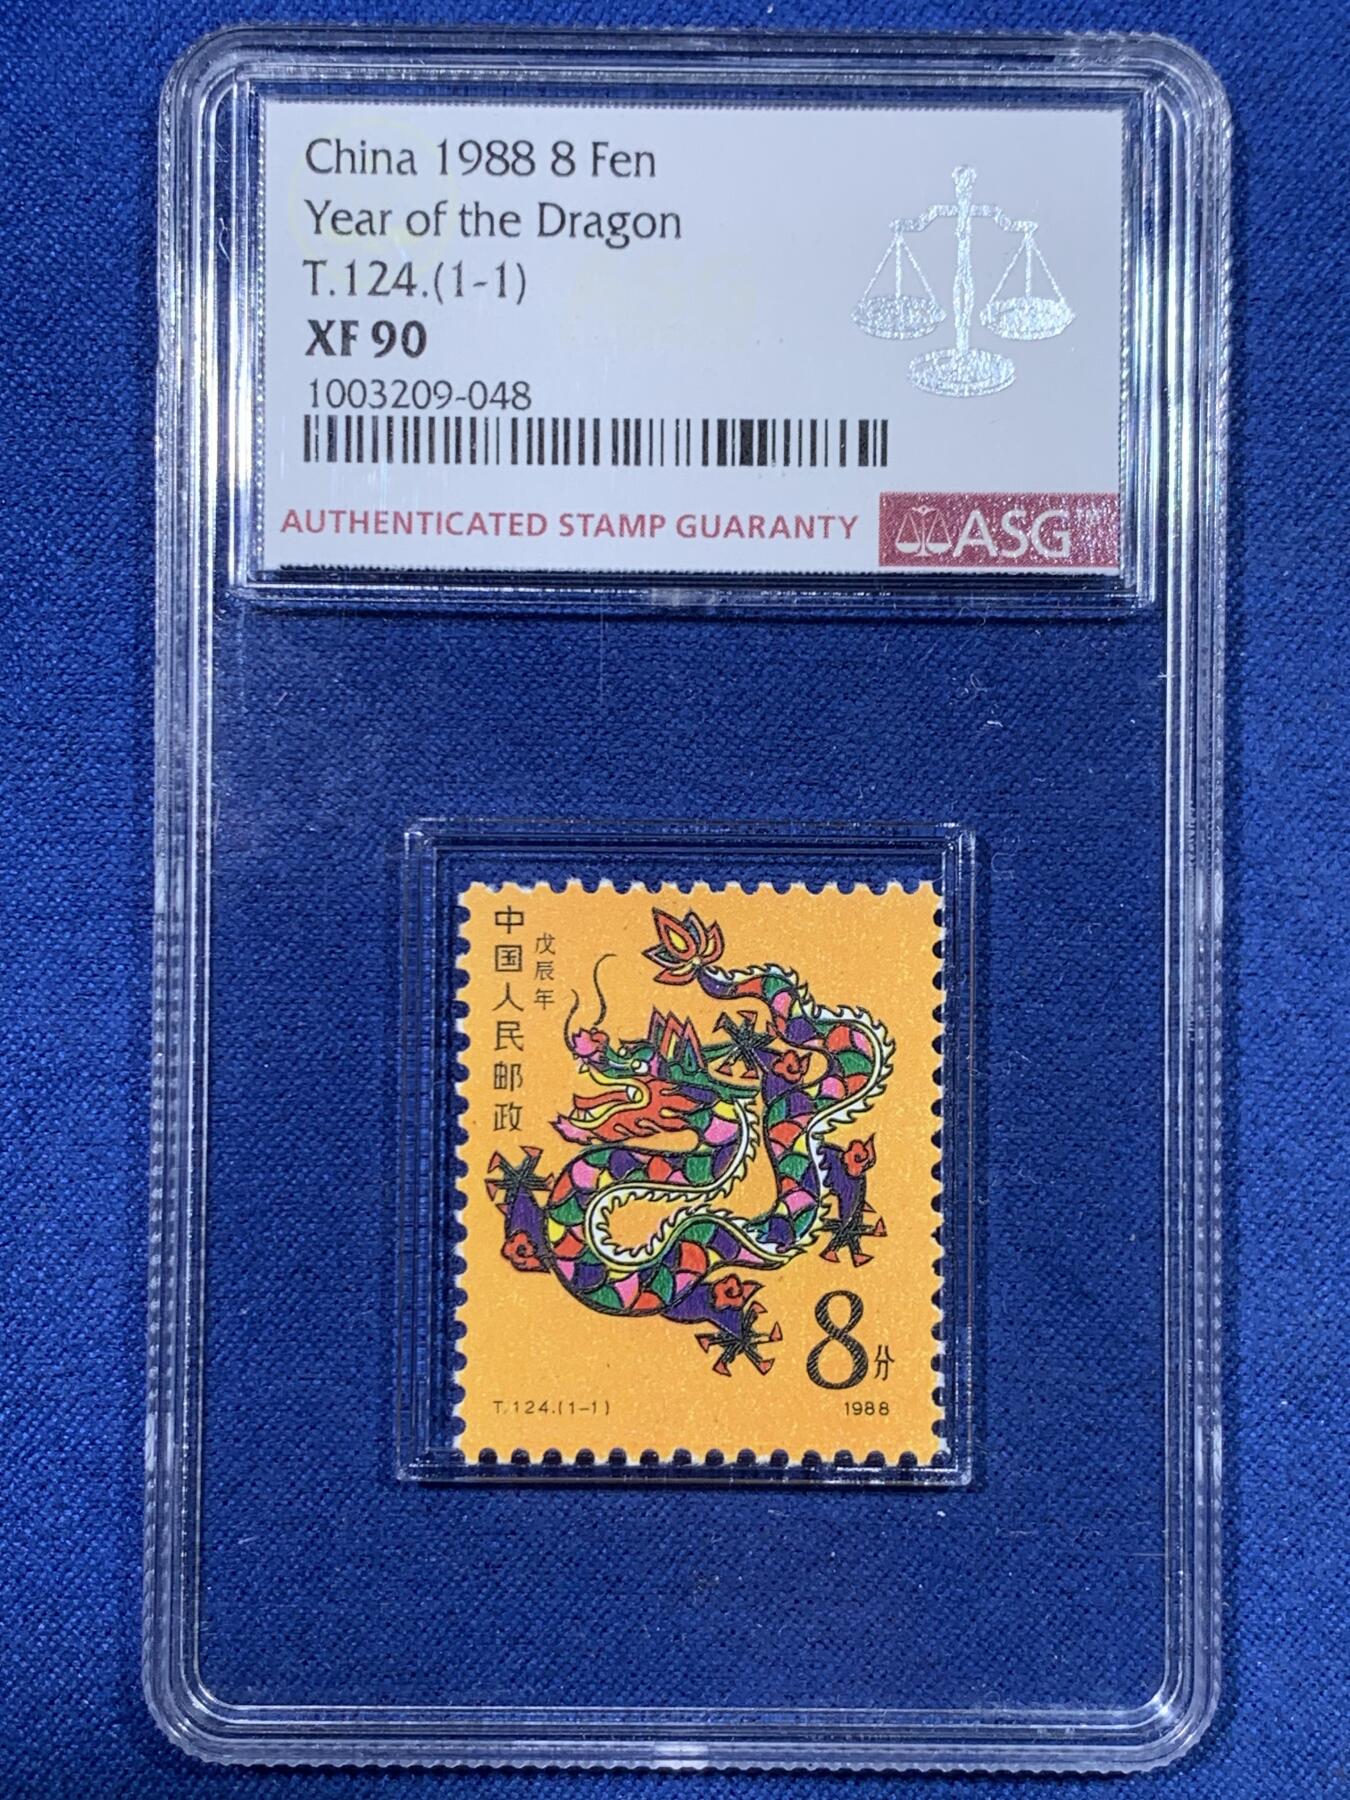 China 1988 8 Fen
Year of the Dragon
T.124.(1-1)
XF 90
1003209-048
AUTHENTICATED STAMP GUARANTY
ASG
中国人民邮政
戊辰年
8分
T.124.(1-1)
1988